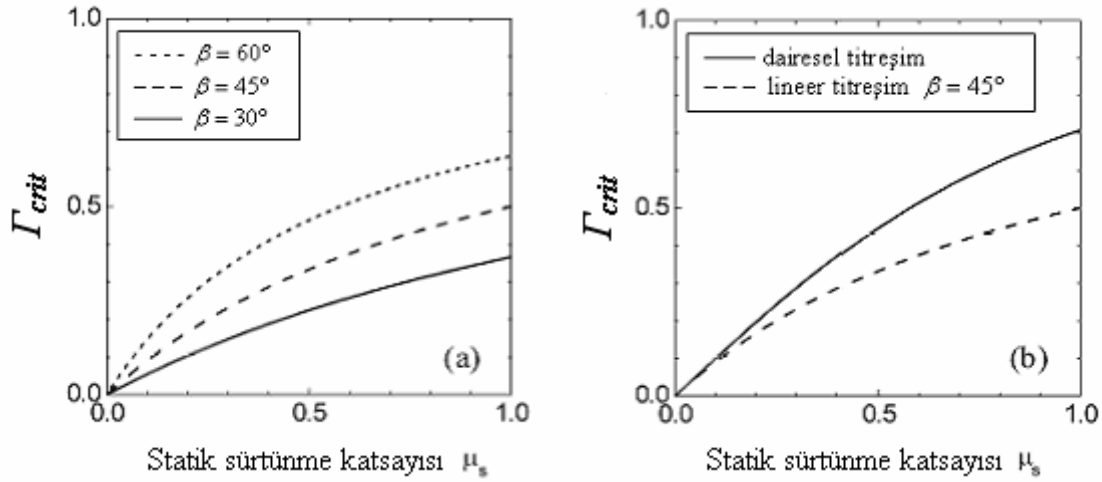 1.0
β = 60°
β = 45°
β = 30°
Γcrit
0.5
(a)
0.0
0.0
0.5
1.0
Statik sürtünme katsayısı μs
1.0
dairesel titreşim
lineer titreşim β = 45°
Γcrit
0.5
(b)
0.0
0.0
0.5
1.0
Statik sürtünme katsayısı μs